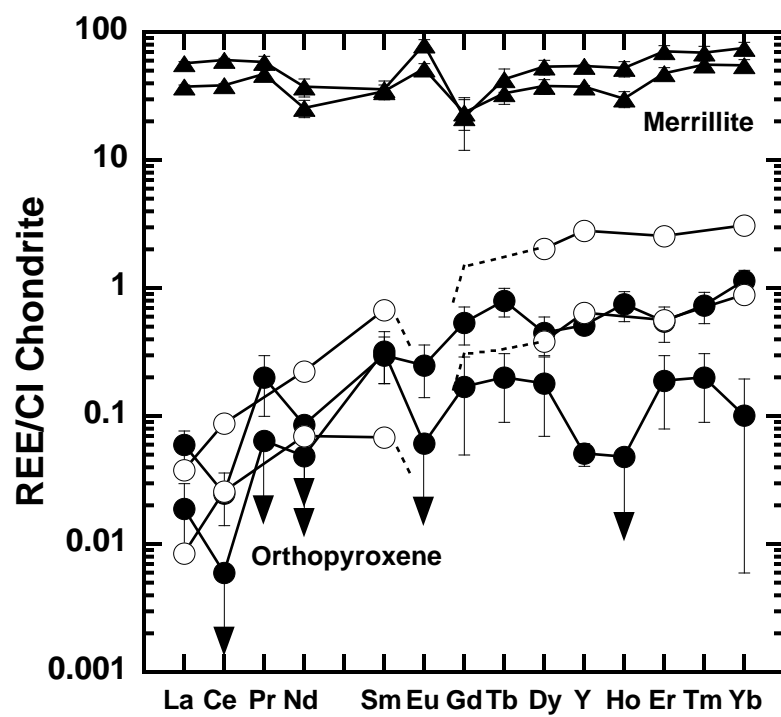 100
10
1
0.1
0.01
0.001
REE/CI Chondrite
Merrillite
Orthopyroxene
La Ce Pr Nd Sm Eu Gd Tb Dy Y Ho Er Tm Yb